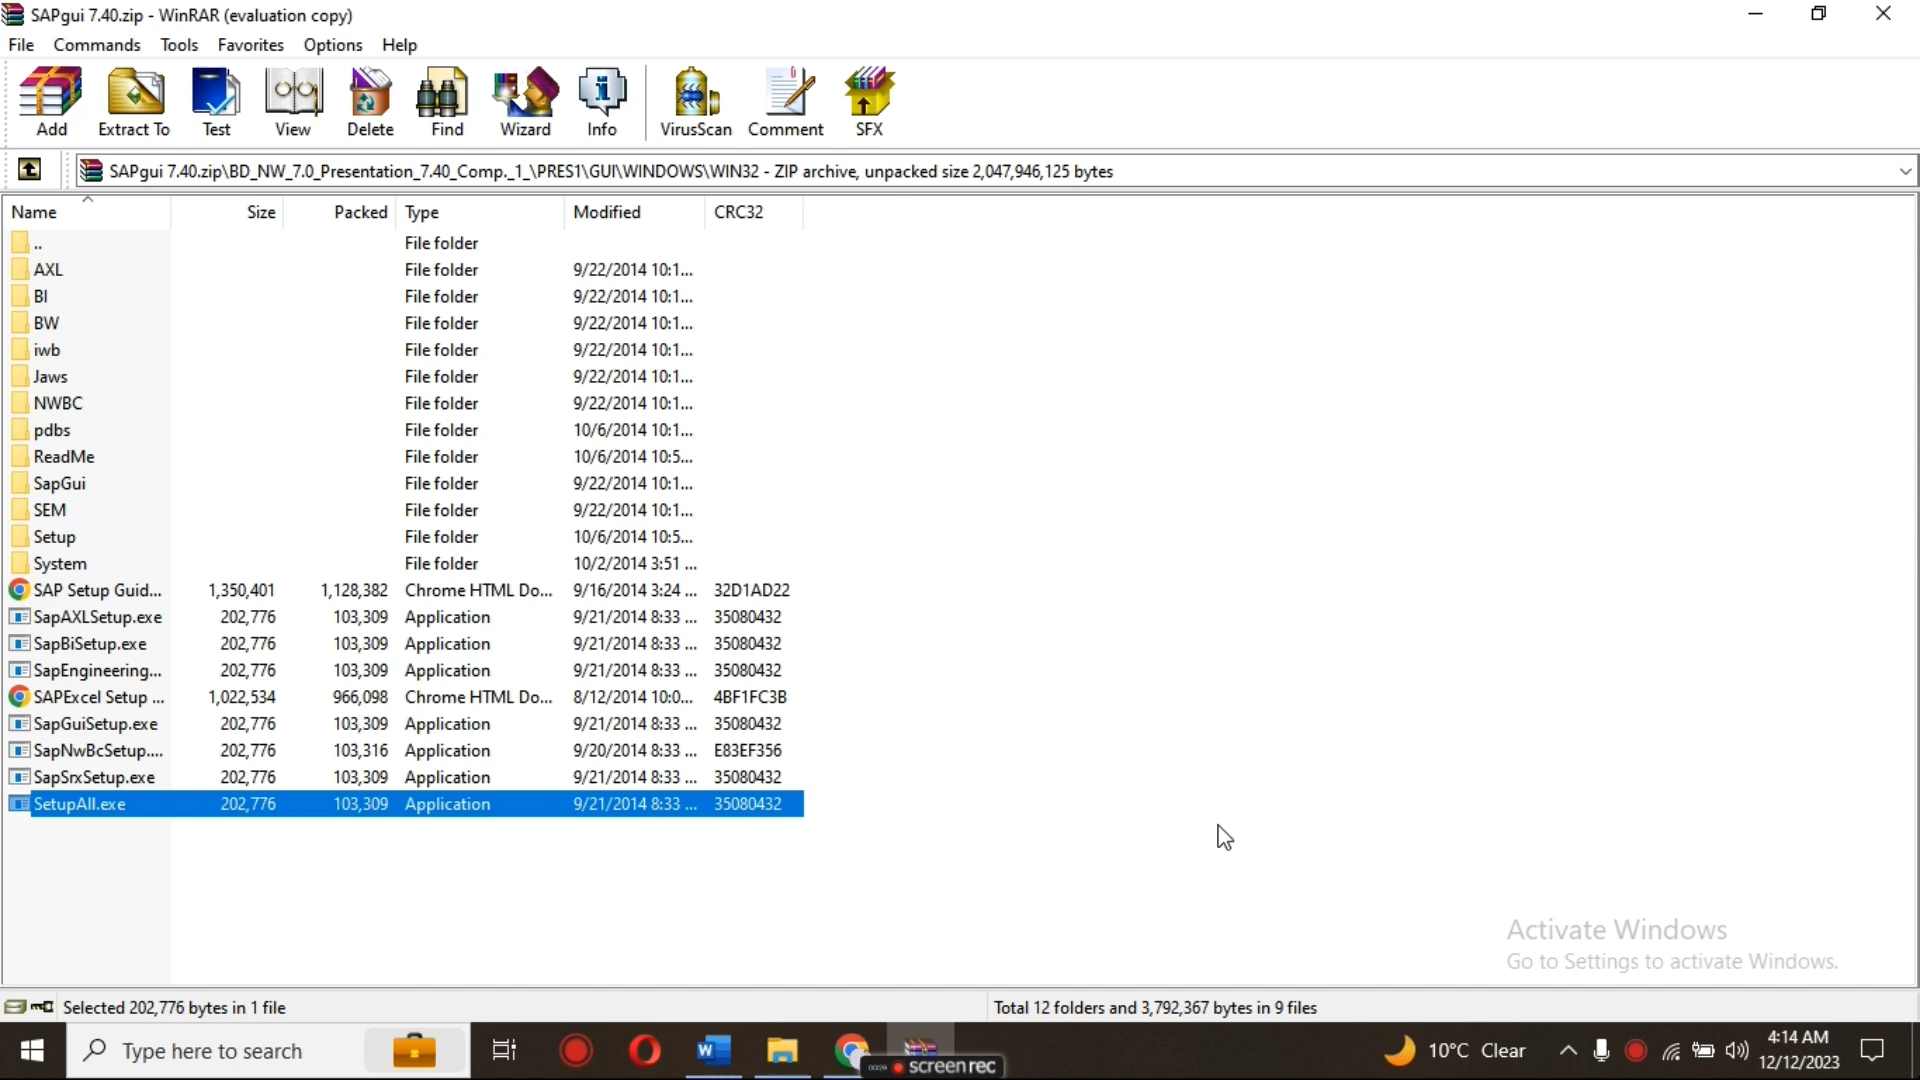 SAPgui 7.40.zip - WinRAR (evaluation copy)
File Commands Tools Favorites Options Help
Add Extract To Test View Delete Find Wizard Info VirusScan Comment SFX
SAPgui 7.40.zip\BD_NW_7.0_Presentation_7.40_Comp._1_\PRES1\GUI\WINDOWS\WIN32 - ZIP archive, unpacked size 2,047,946,125 bytes
Name Size Packed Type Modified CRC32
.. File folder
AXL File folder 9/22/2014 10:1...
BI File folder 9/22/2014 10:1...
BW File folder 9/22/2014 10:1...
iwb File folder 9/22/2014 10:1...
Jaws File folder 9/22/2014 10:1...
NWBC File folder 9/22/2014 10:1...
pdbs File folder 10/6/2014 10:1...
ReadMe File folder 10/6/2014 10:5...
SapGui File folder 9/22/2014 10:1...
SEM File folder 9/22/2014 10:1...
Setup File folder 10/6/2014 10:5...
System File folder 10/2/2014 3:51 ...
SAP Setup Guid... 1,350,401 1,128,382 Chrome HTML Do... 9/16/2014 3:24 ... 32D1AD22
SapAXLSetup.exe 202,776 103,309 Application 9/21/2014 8:33 ... 35080432
SapBiSetup.exe 202,776 103,309 Application 9/21/2014 8:33 ... 35080432
SapEngineering... 202,776 103,309 Application 9/21/2014 8:33 ... 35080432
SAPExcel Setup ... 1,022,534 966,098 Chrome HTML Do... 8/12/2014 10:0... 4BF1FC3B
SapGuiSetup.exe 202,776 103,309 Application 9/21/2014 8:33 ... 35080432
SapNwBcSetup.... 202,776 103,316 Application 9/20/2014 8:33 ... E83EF356
SapSrxSetup.exe 202,776 103,309 Application 9/21/2014 8:33 ... 35080432
SetupAll.exe 202,776 103,309 Application 9/21/2014 8:33 ... 35080432
Activate Windows
Go to Settings to activate Windows.
Selected 202,776 bytes in 1 file Total 12 folders and 3,792,367 bytes in 9 files
Type here to search
screenrec
10°C Clear
4:14 AM
12/12/2023